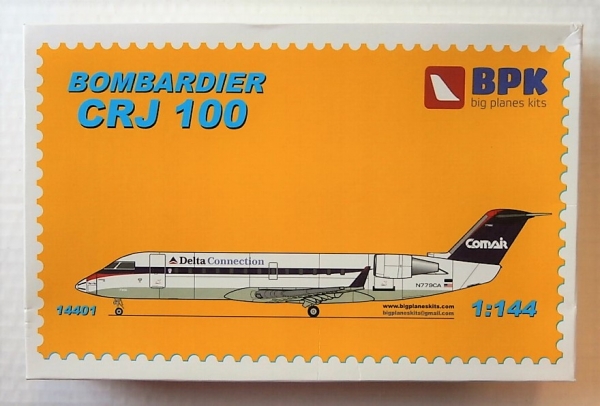 BOMBARDIER
CRJ 100
BPK
big planes kits
Delta Connection
Comair
N779CA
14401
www.bigplaneskits.com
bigplaneskits@gmail.com
1:144